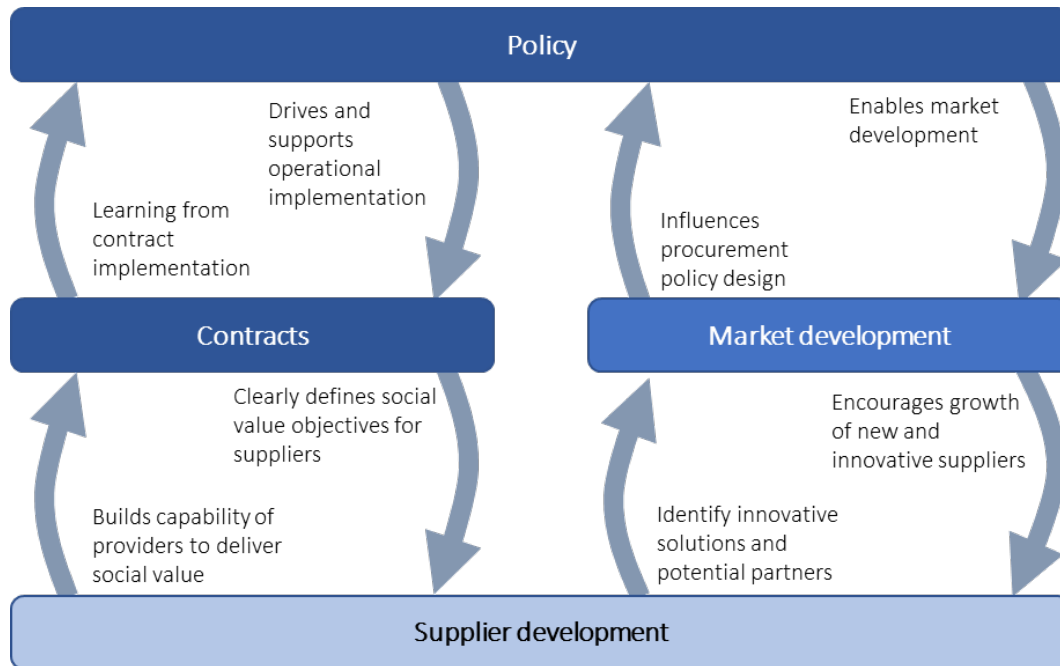 Policy
Drives and
supports
operational
implementation
Learning from
contract
implementation
Enables market
development
Influences
procurement
policy design
Contracts
Market development
Clearly defines social
value objectives for
suppliers
Builds capability of
providers to deliver
social value
Encourages growth
of new and
innovative suppliers
Identify innovative
solutions and
potential partners
Supplier development